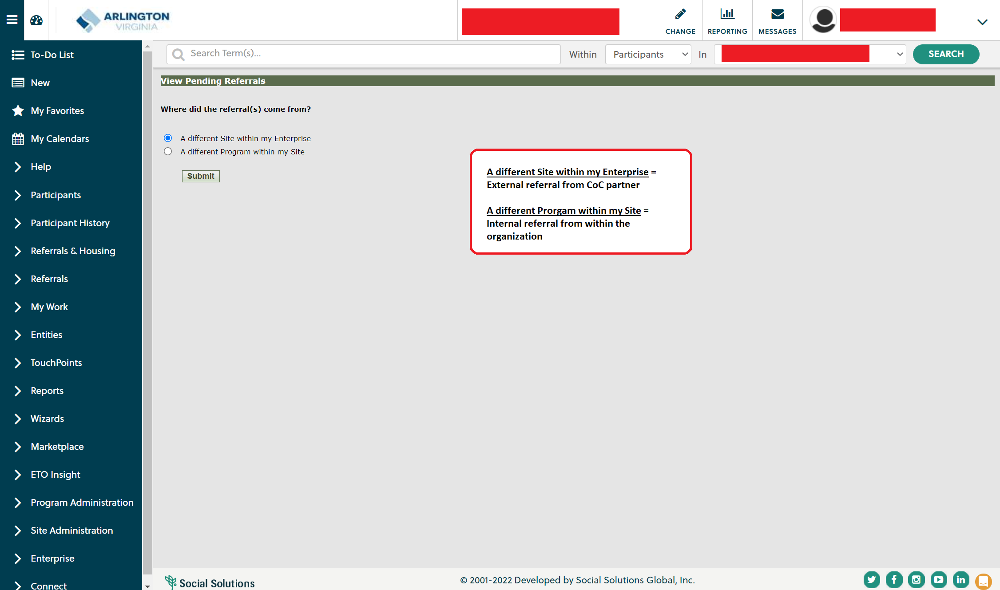 ARLINGTON
VIRGINIA
CHANGE
REPORTING
MESSAGES
Search Term(s)...
Within
Participants
In
SEARCH
To-Do List
New
My Favorites
My Calendars
Help
Participants
Participant History
Referrals & Housing
Referrals
My Work
Entities
TouchPoints
Reports
Wizards
Marketplace
ETO Insight
Program Administration
Site Administration
Enterprise
Connect
View Pending Referrals
Where did the referral(s) come from?
A different Site within my Enterprise
A different Program within my Site
Submit
A different Site within my Enterprise =
External referral from CoC partner
A different Prorgam within my Site =
Internal referral from within the
organization
Social Solutions
© 2001-2022 Developed by Social Solutions Global, Inc.